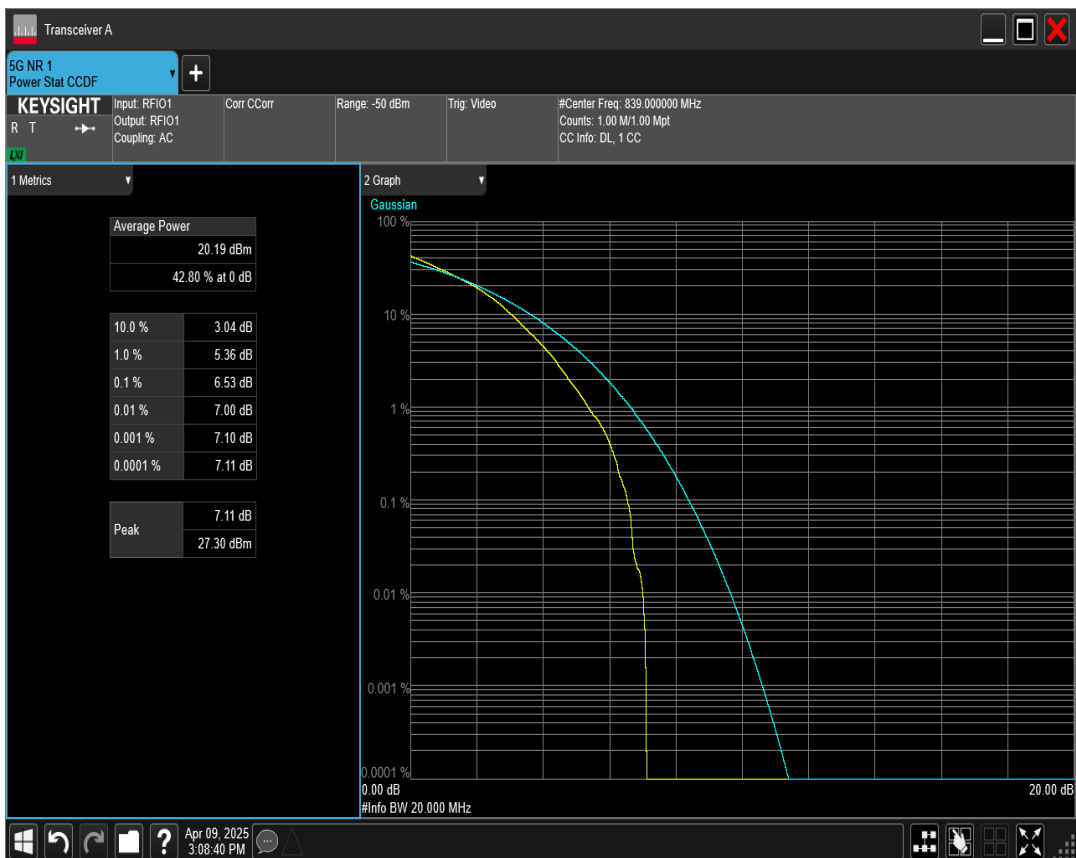 Transceiver A
5G NR 1
Power Stat CCDF
+
KEYSIGHT
R T
LXI
Input: RFIO1
Output: RFIO1
Coupling: AC
Corr CCorr
Range: -50 dBm
Trig: Video
#Center Freq: 839.000000 MHz
Counts: 1.00 M/1.00 Mpt
CC Info: DL, 1 CC
1 Metrics
Average Power
20.19 dBm
42.80 % at 0 dB
10.0 % 3.04 dB
1.0 % 5.36 dB
0.1 % 6.53 dB
0.01 % 7.00 dB
0.001 % 7.10 dB
0.0001 % 7.11 dB
Peak
7.11 dB
27.30 dBm
2 Graph
Gaussian
100 %
10 %
1 %
0.1 %
0.01 %
0.001 %
0.0001 %
0.00 dB 20.00 dB
#Info BW 20.000 MHz
?
Apr 09, 2025
3:08:40 PM